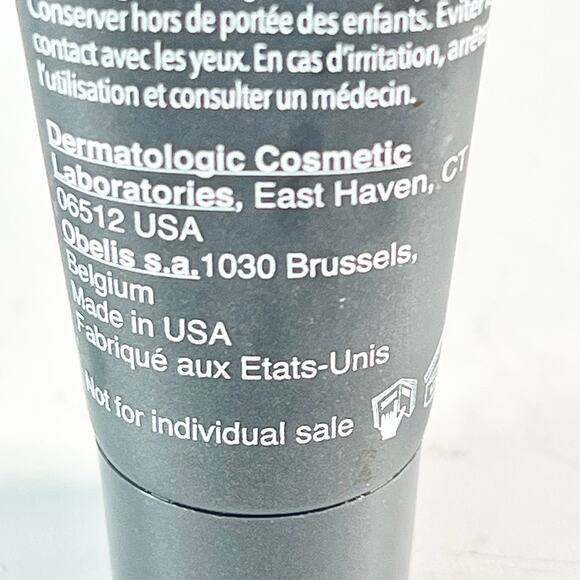 Conserver hors de portée des enfants. Éviter
contact avec les yeux. En cas d'irritation, arrêter
l'utilisation et consulter un médecin.
Dermatologic Cosmetic
Laboratories, East Haven, CT
06512 USA
Obelis s.a.1030 Brussels,
Belgium
Made in USA
Fabriqué aux Etats-Unis
Not for individual sale